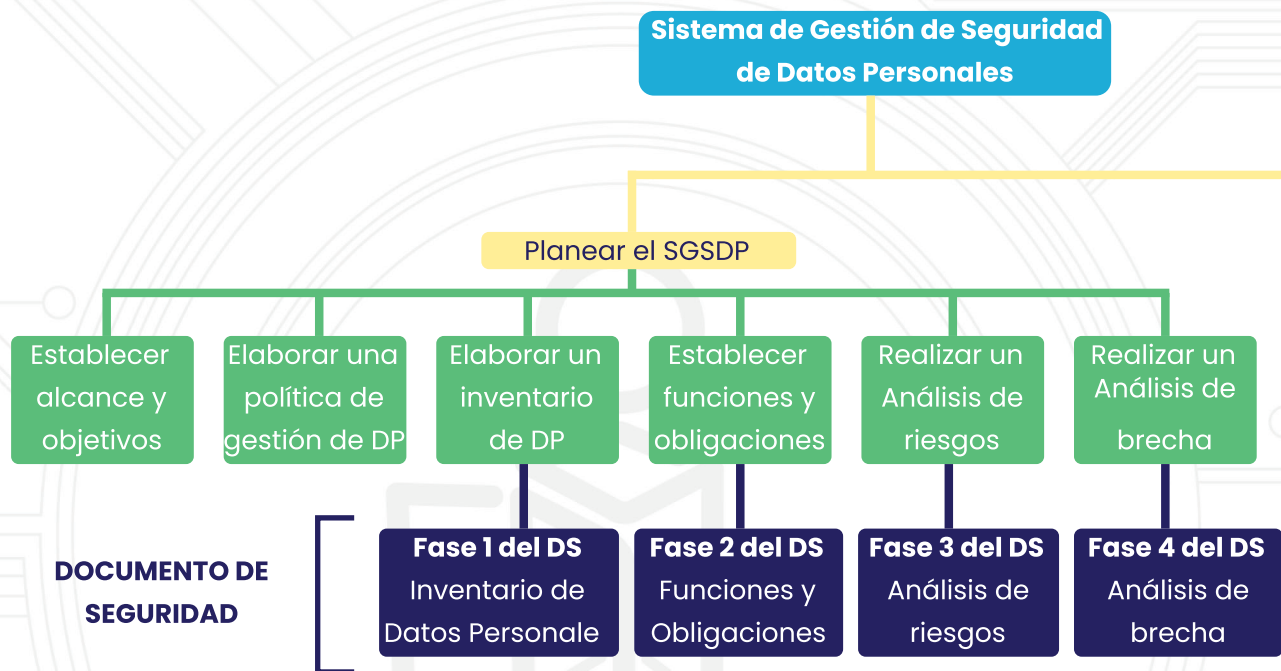 Sistema de Gestión de Seguridad
de Datos Personales
Planear el SGSDP
Establecer
alcance y
objetivos
Elaborar una
política de
gestión de DP
Elaborar un
inventario
de DP
Establecer
funciones y
obligaciones
Realizar un
Análisis de
riesgos
Realizar un
Análisis de
brecha
DOCUMENTO DE
SEGURIDAD
Fase 1 del DS
Inventario de
Datos Personale
Fase 2 del DS
Funciones y
Obligaciones
Fase 3 del DS
Análisis de
riesgos
Fase 4 del DS
Análisis de
brecha